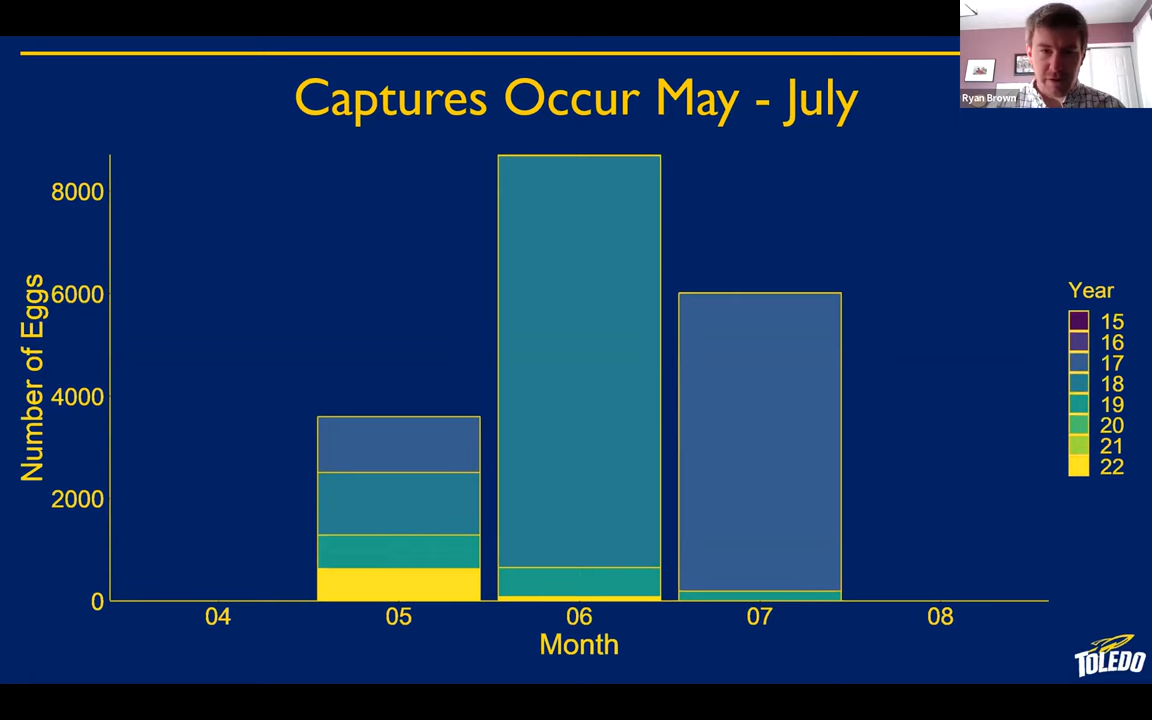 Captures Occur May - July
Ryan Brown
Number of Eggs
8000
6000
4000
2000
0
04 05 06 07 08
Month
Year
15
16
17
18
19
20
21
22
TOLEDO